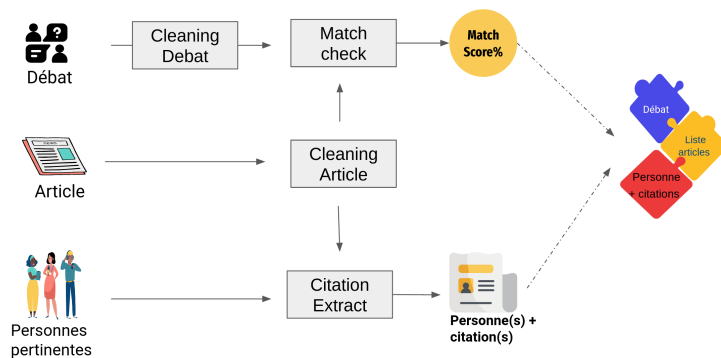 Cleaning
Debat
Match
check
Match
Score%
Débat
Débat
Liste
articles
Cleaning
Article
Article
Personne
+ citations
Citation
Extract
Personne(s) +
citation(s)
Personnes
pertinentes